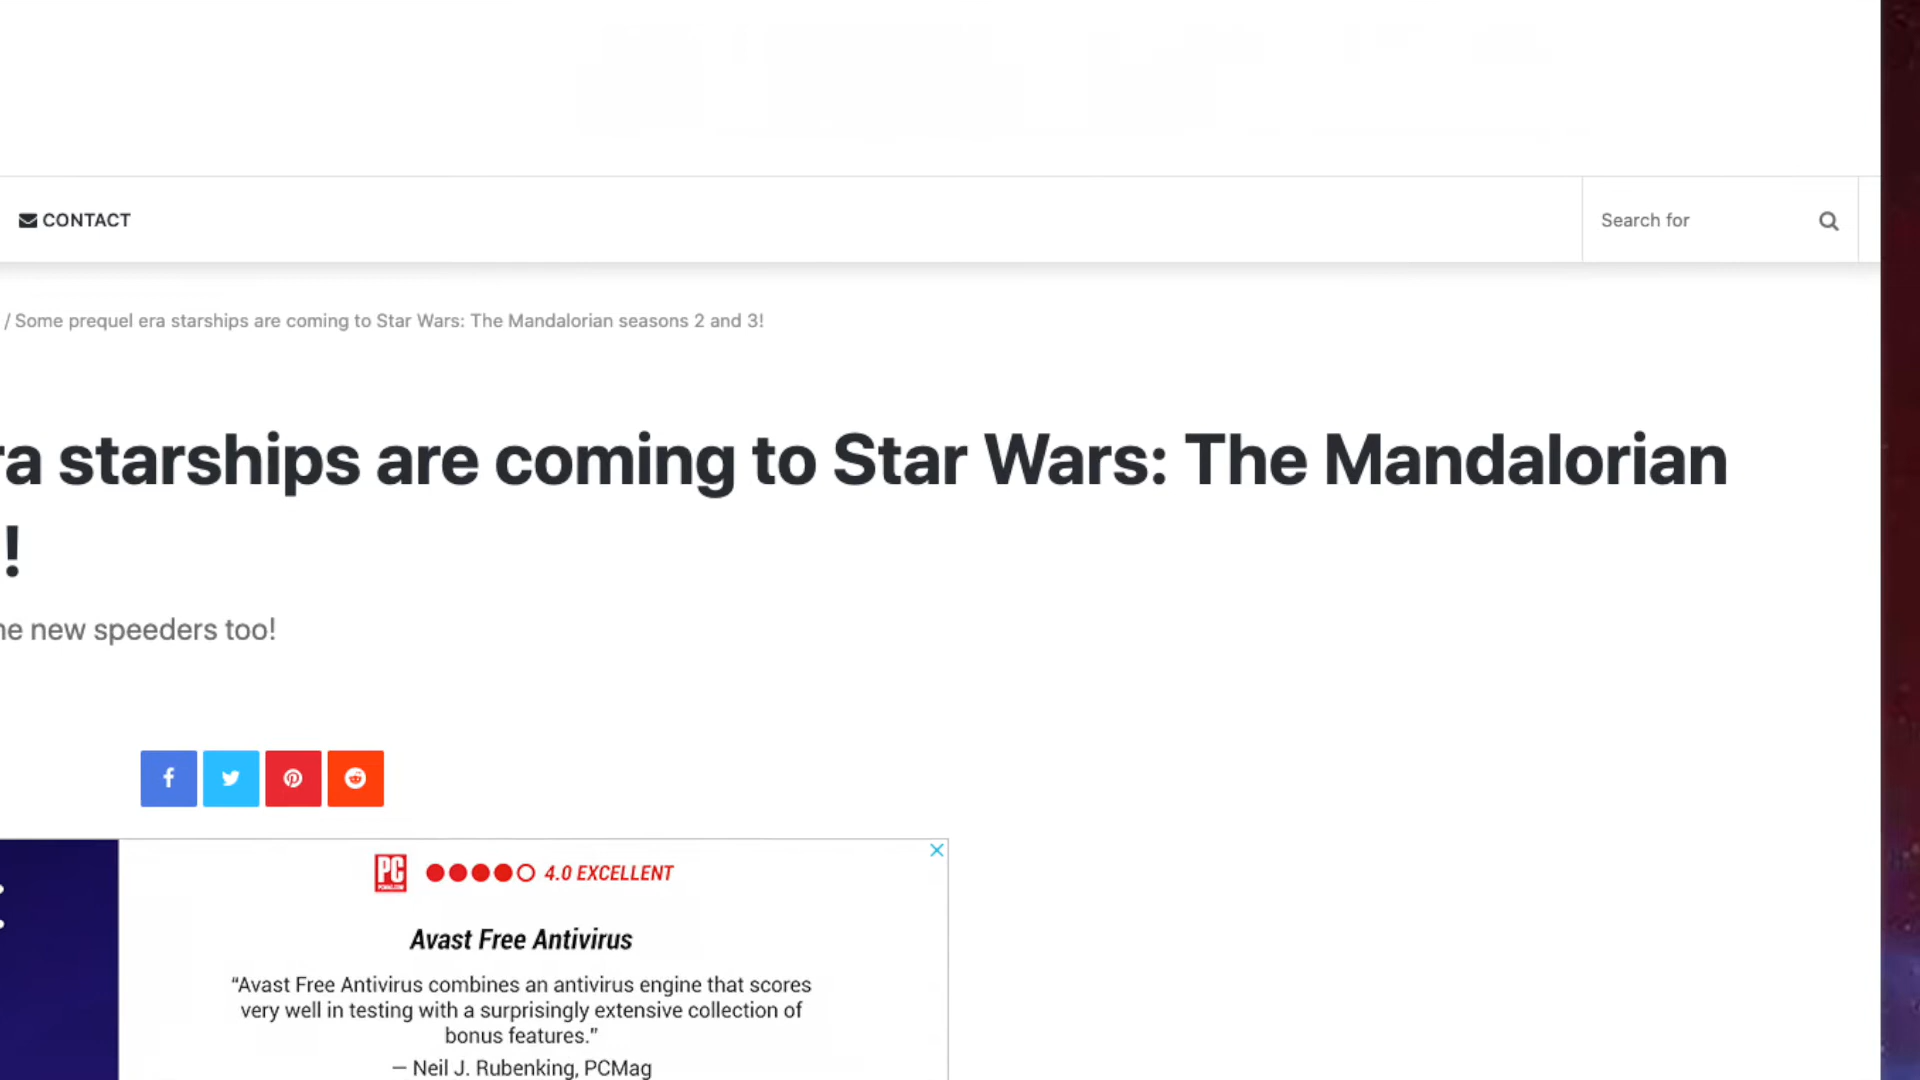 CONTACT
Search for
/ Some prequel era starships are coming to Star Wars: The Mandalorian seasons 2 and 3!
starships are coming to Star Wars: The Mandalorian
!
new speeders too!
PC
PCMAG.COM
4.0 EXCELLENT
Avast Free Antivirus
“Avast Free Antivirus combines an antivirus engine that scores
very well in testing with a surprisingly extensive collection of
bonus features.”
— Neil J. Rubenking, PCMag